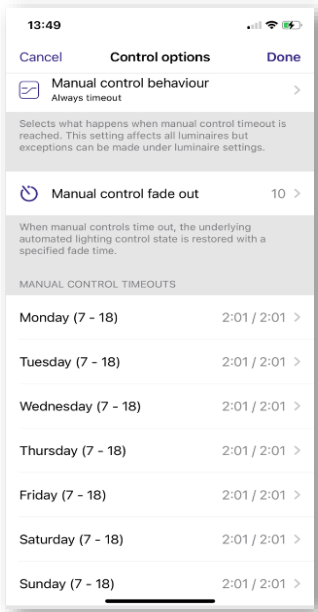 13:49
Cancel Control options Done
Manual control behaviour
Always timeout
Selects what happens when manual control timeout is
reached. This setting affects all luminaires but
exceptions can be made under luminaire settings.
Manual control fade out 10
When manual controls time out, the underlying
automated lighting control state is restored with a
specified fade time.
MANUAL CONTROL TIMEOUTS
Monday (7 - 18) 2:01 / 2:01
Tuesday (7 - 18) 2:01 / 2:01
Wednesday (7 - 18) 2:01 / 2:01
Thursday (7 - 18) 2:01 / 2:01
Friday (7 - 18) 2:01 / 2:01
Saturday (7 - 18) 2:01 / 2:01
Sunday (7 - 18) 2:01 / 2:01